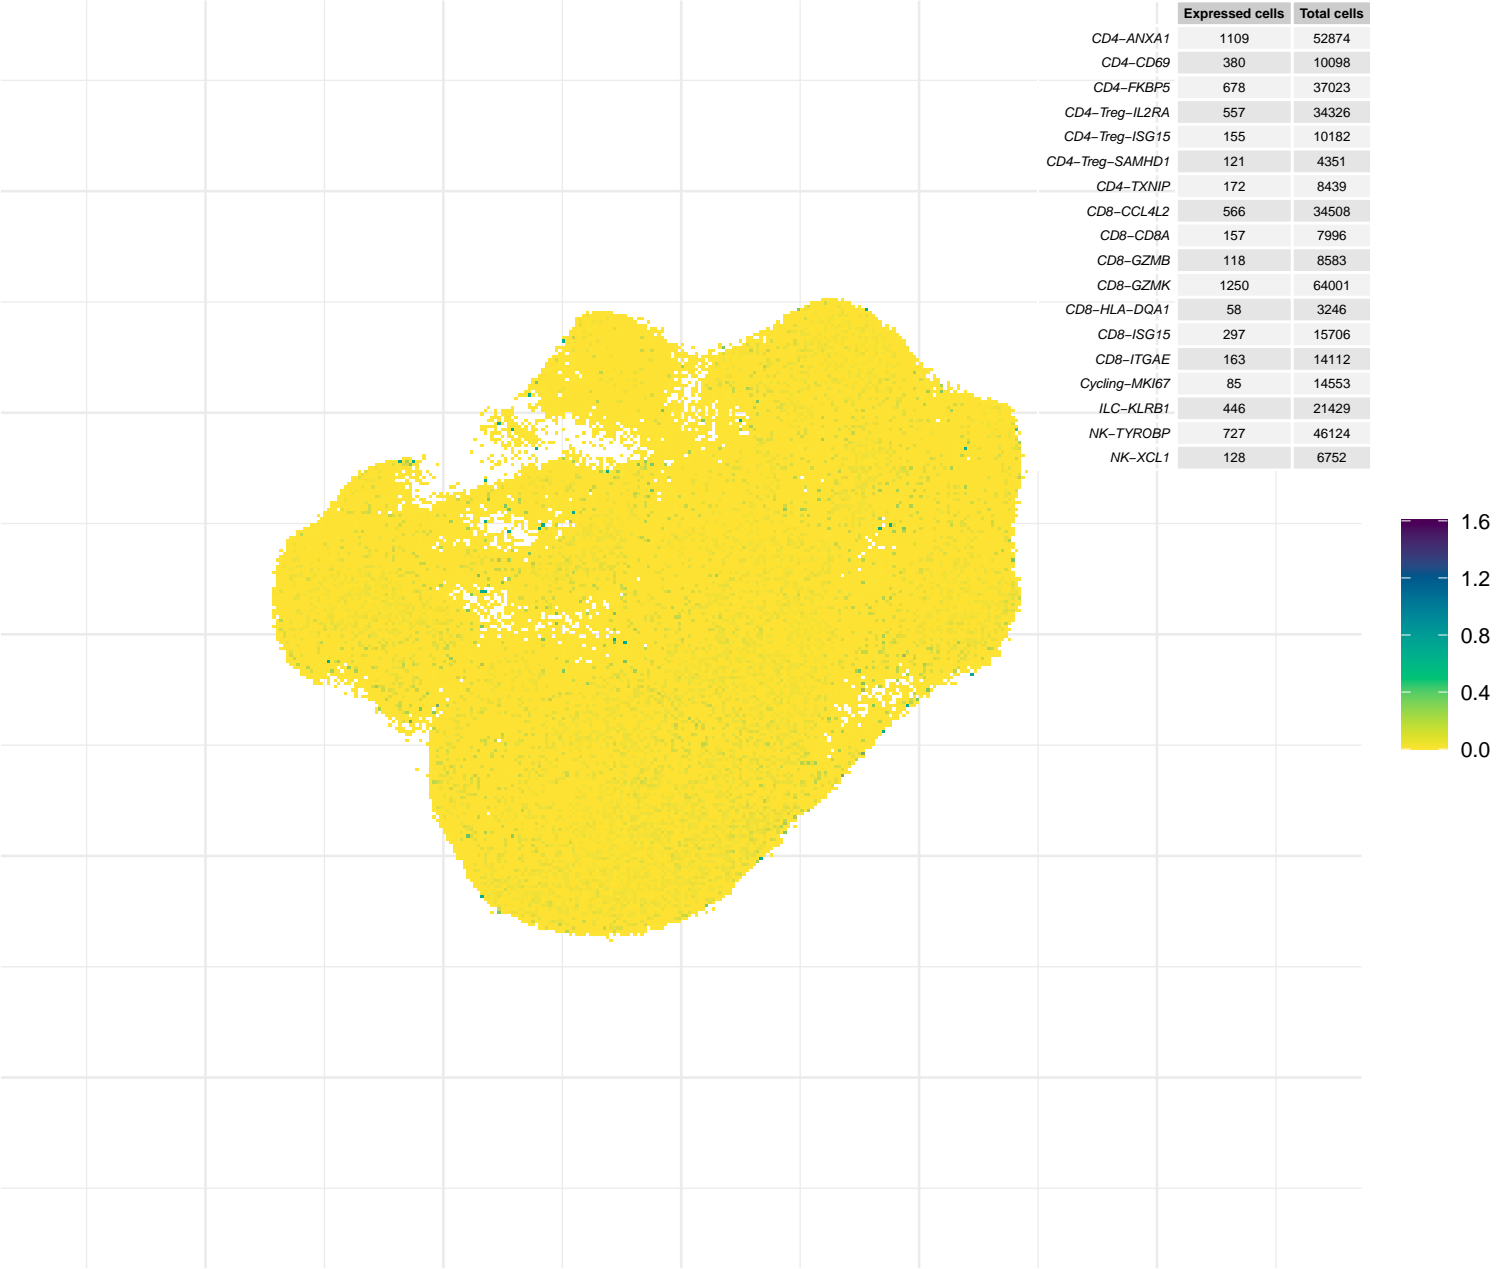 Expressed cells Total cells
CD4−ANXA1 1109 52874
CD4−CD69 380 10098
CD4−FKBP5 678 37023
CD4−Treg−IL2RA 557 34326
CD4−Treg−ISG15 155 10182
CD4−Treg−SAMHD1 121 4351
CD4−TXNIP 172 8439
CD8−CCL4L2 566 34508
CD8−CD8A 157 7996
CD8−GZMB 118 8583
CD8−GZMK 1250 64001
CD8−HLA−DQA1 58 3246
CD8−ISG15 297 15706
CD8−ITGAE 163 14112
Cycling−MKI67 85 14553
ILC−KLRB1 446 21429
NK−TYROBP 727 46124
NK−XCL1 128 6752
1.6
1.2
0.8
0.4
0.0